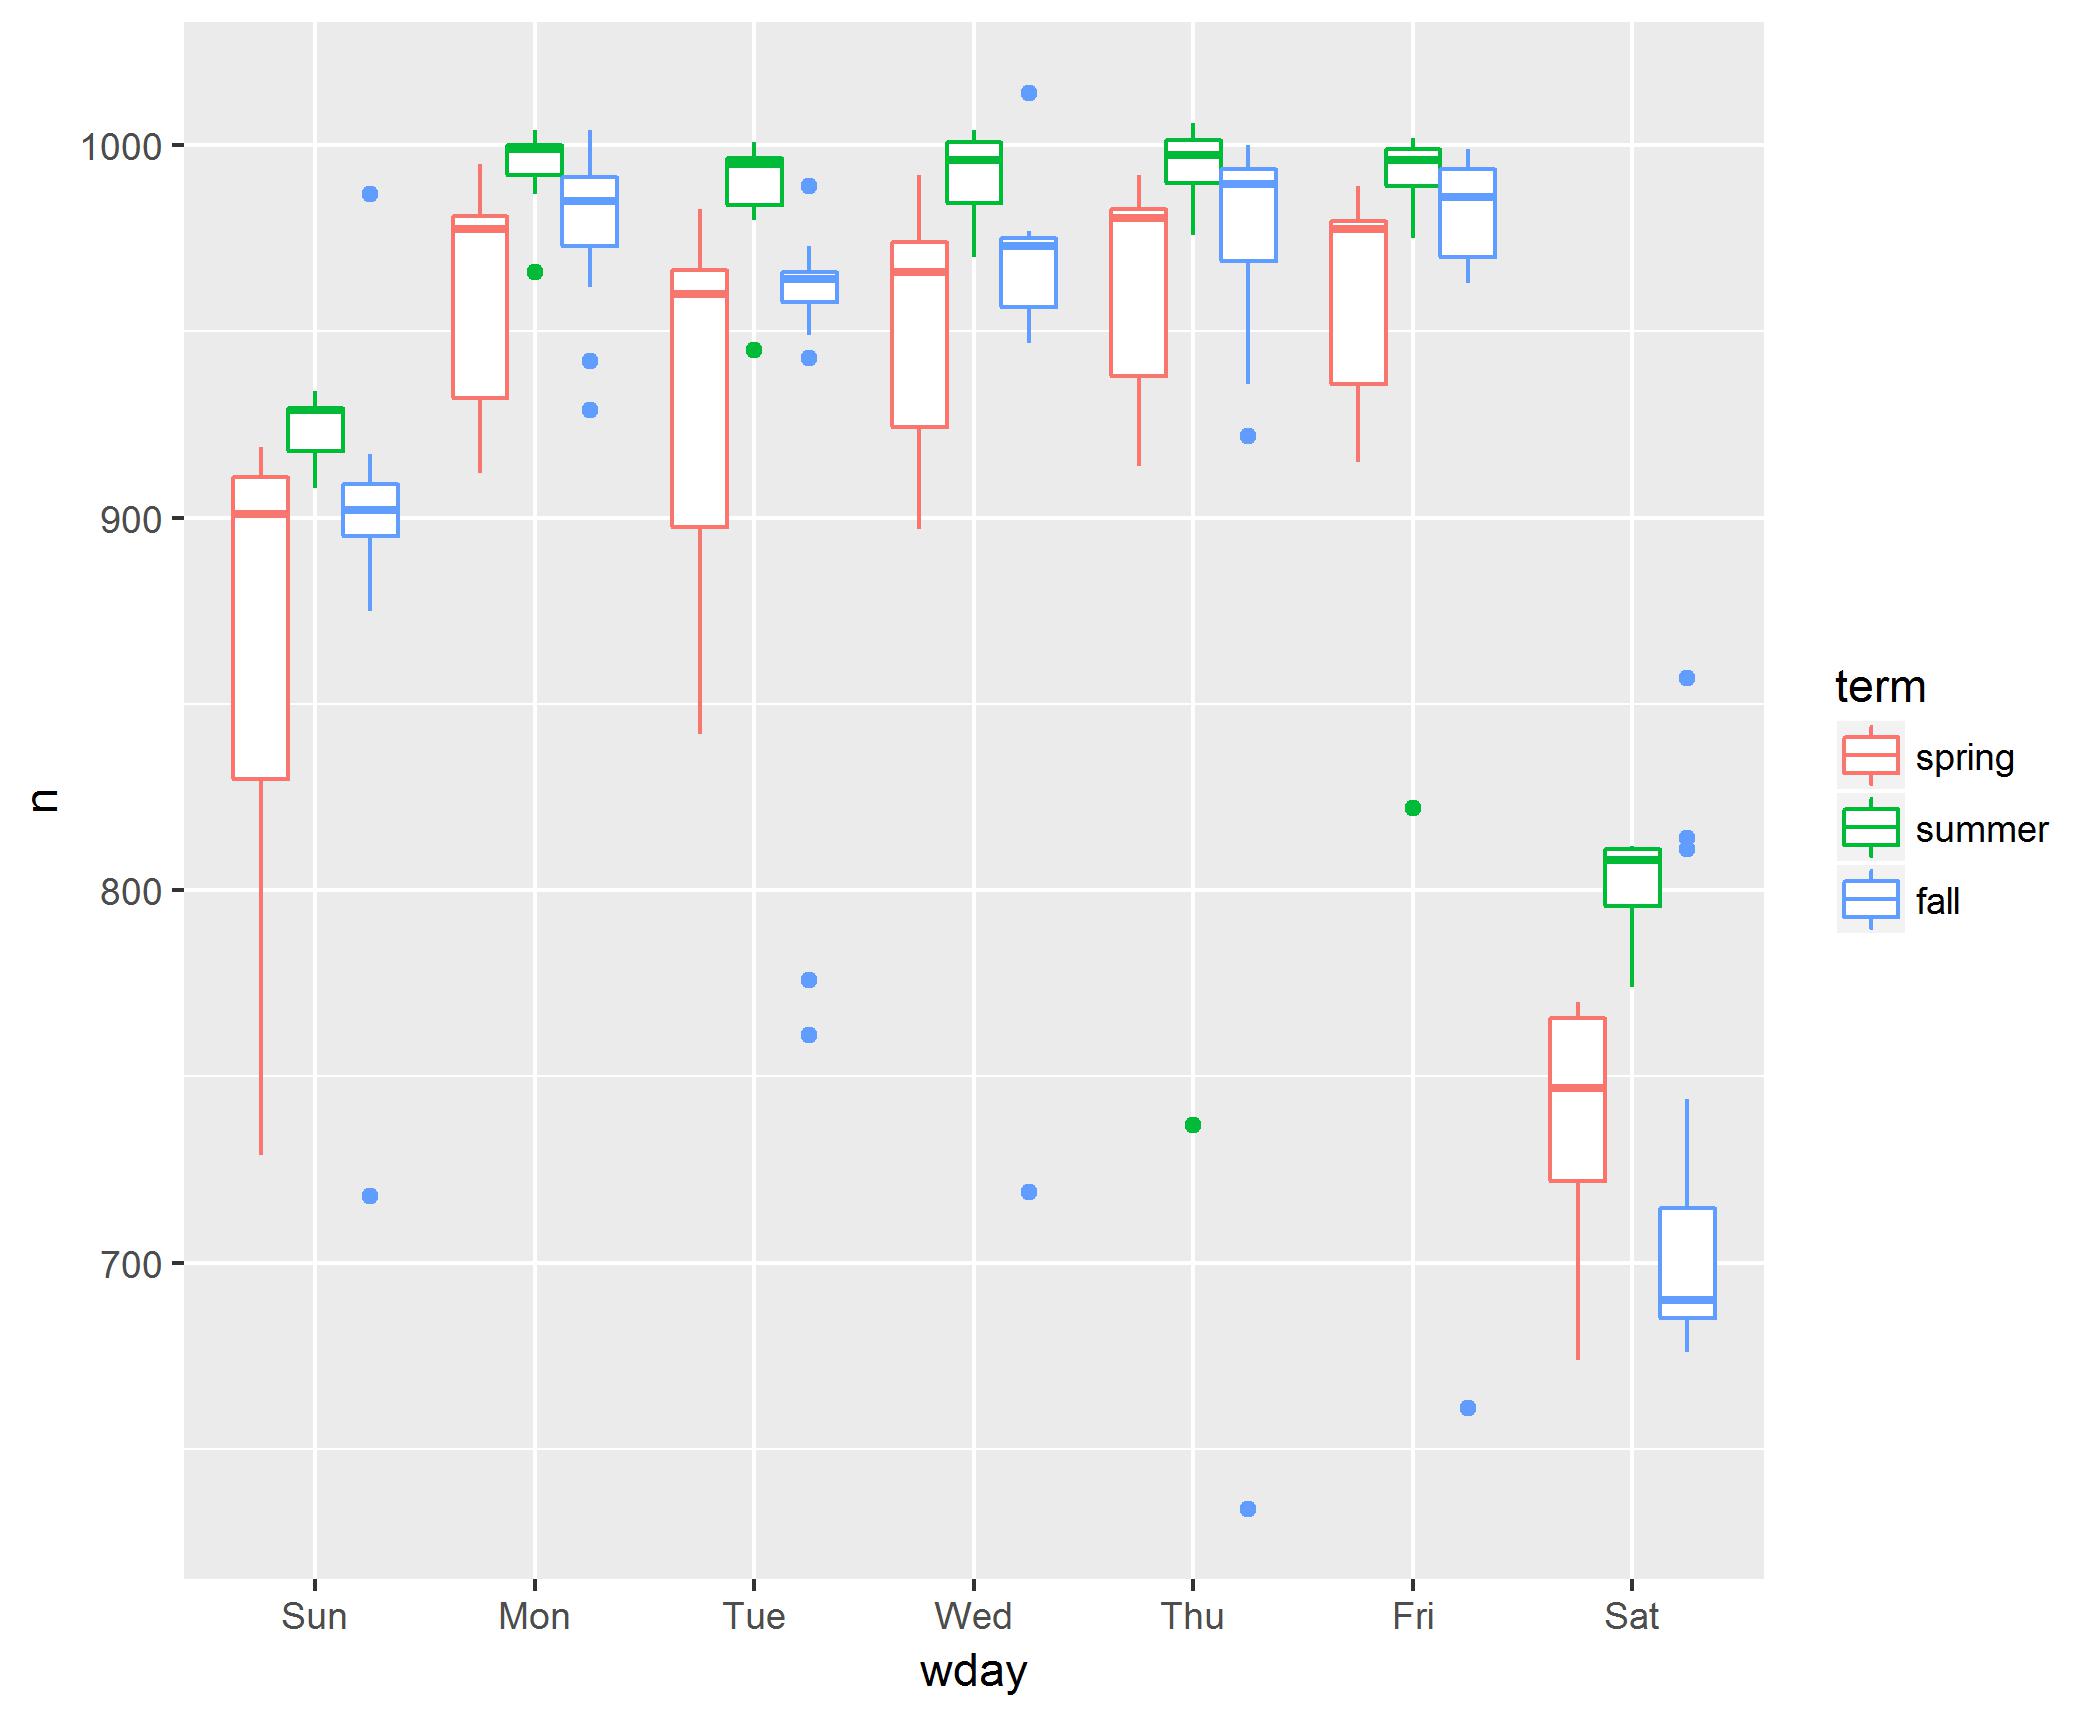 1000
900
800
700
n
Sun Mon Tue Wed Thu Fri Sat
wday
term
spring
summer
fall